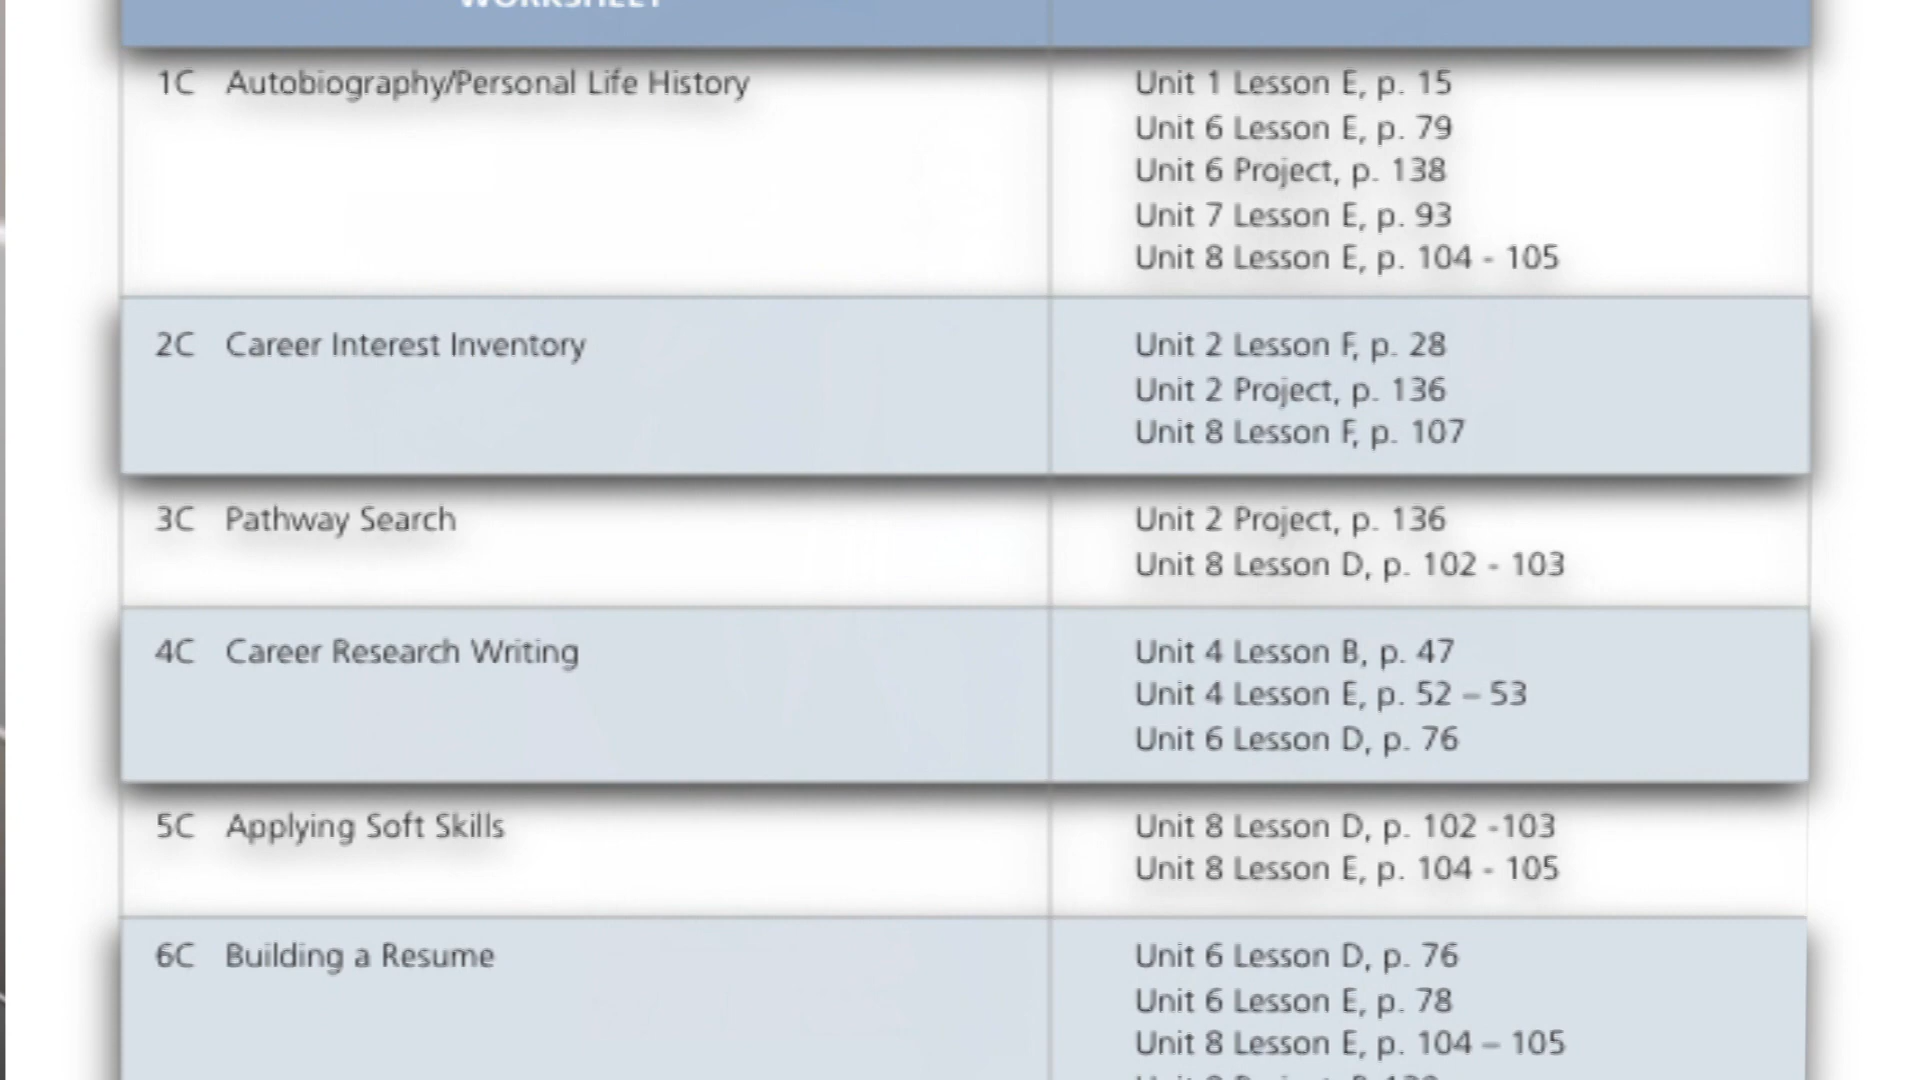 WORKSHEET
1C Autobiography/Personal Life History
Unit 1 Lesson E, p. 15
Unit 6 Lesson E, p. 79
Unit 6 Project, p. 138
Unit 7 Lesson E, p. 93
Unit 8 Lesson E, p. 104 - 105
2C Career Interest Inventory
Unit 2 Lesson F, p. 28
Unit 2 Project, p. 136
Unit 8 Lesson F, p. 107
3C Pathway Search
Unit 2 Project, p. 136
Unit 8 Lesson D, p. 102 - 103
4C Career Research Writing
Unit 4 Lesson B, p. 47
Unit 4 Lesson E, p. 52 – 53
Unit 6 Lesson D, p. 76
5C Applying Soft Skills
Unit 8 Lesson D, p. 102 -103
Unit 8 Lesson E, p. 104 - 105
6C Building a Resume
Unit 6 Lesson D, p. 76
Unit 6 Lesson E, p. 78
Unit 8 Lesson E, p. 104 – 105